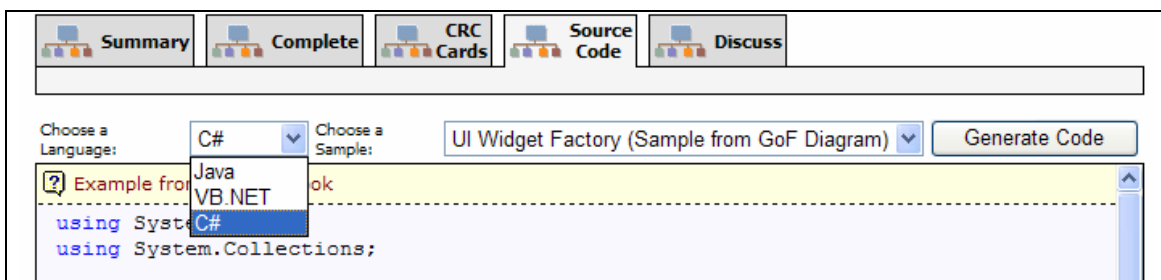 Summary Complete CRC Cards Source Code Discuss
Choose a Language: C# Choose a Sample: UI Widget Factory (Sample from GoF Diagram) Generate Code
Java
VB.NET
C#
? Example fro ok
using Syst
using System.Collections;